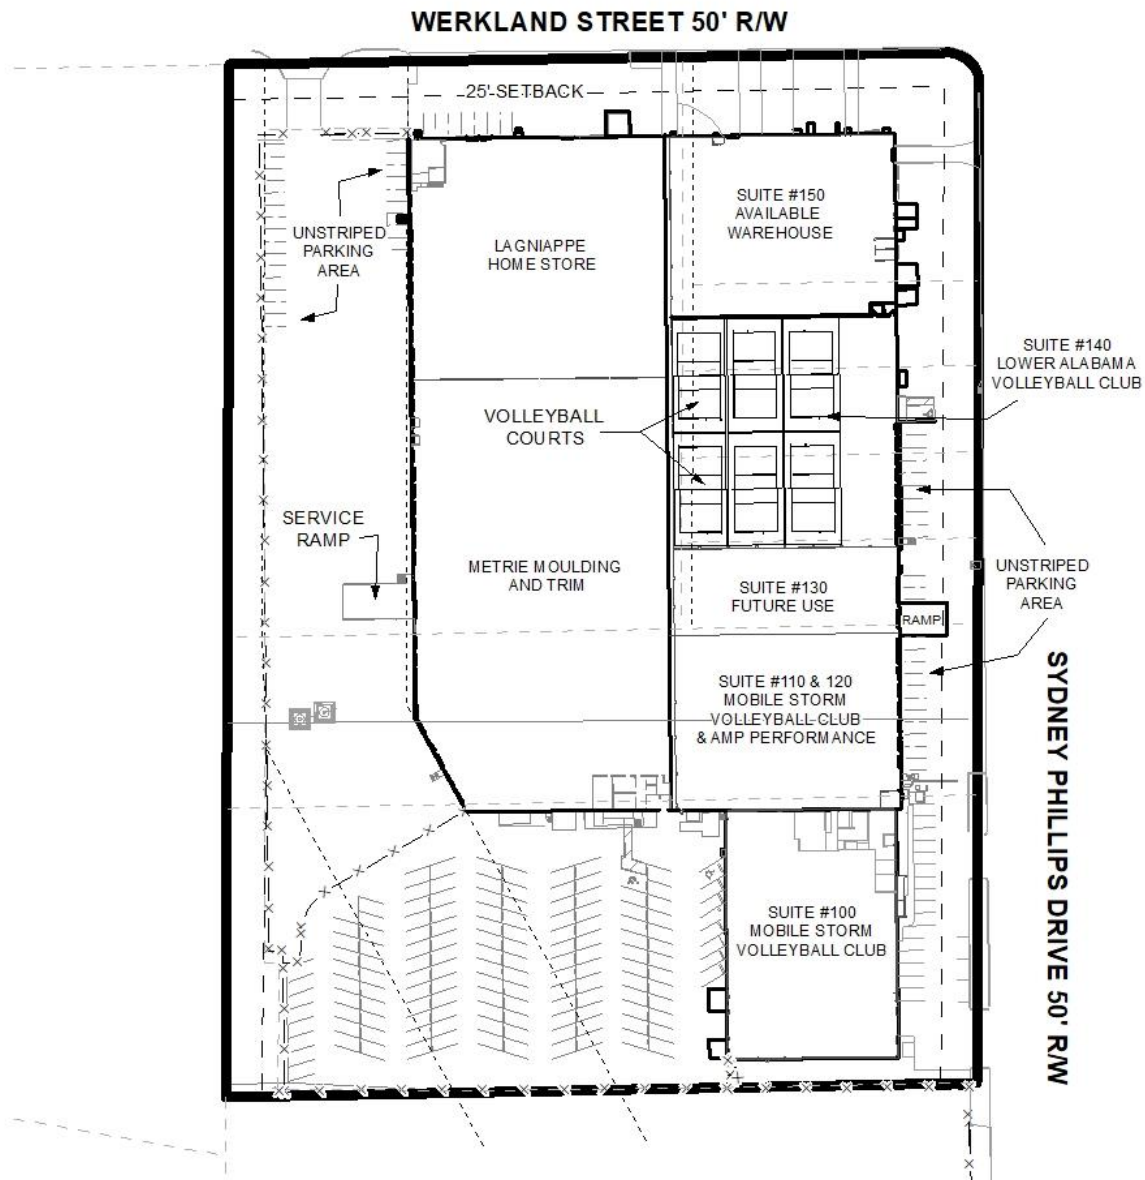 WERKLAND STREET 50' R/W
25' SETBACK
SUITE #150
AVAILABLE
WAREHOUSE
UNSTRIPED
PARKING
AREA
LAGNIAPPE
HOME STORE
SUITE #140
LOWER ALABAMA
VOLLEYBALL CLUB
VOLLEYBALL
COURTS
SERVICE
RAMP
METRIE MOULDING
AND TRIM
SUITE #130
FUTURE USE
UNSTRIPED
PARKING
AREA
RAMP
SUITE #110 & 120
MOBILE STORM
VOLLEYBALL CLUB
& AMP PERFORMANCE
SYDNEY PHILLIPS DRIVE 50' R/W
SUITE #100
MOBILE STORM
VOLLEYBALL CLUB